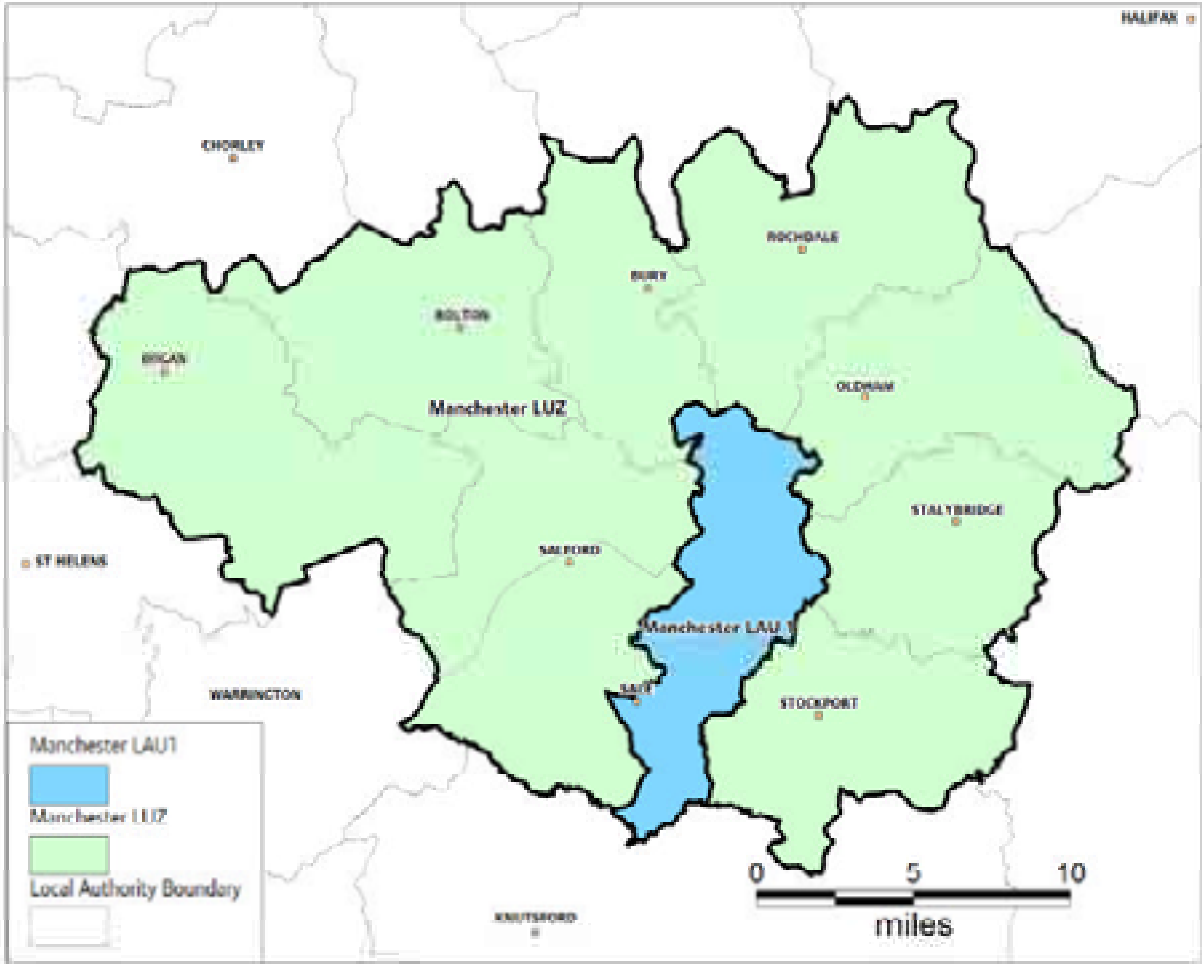 HALIFAX
CHORLEY
ROCHDALE
BURY
BOLTON
WIGAN
OLDHAM
Manchester LUZ
STALYBRIDGE
SALFORD
ST HELENS
Manchester LAU 1
SALE
WARRINGTON
STOCKPORT
Manchester LAU1
Manchester LUZ
Local Authority Boundary
0 5 10
miles
KNUTSFORD